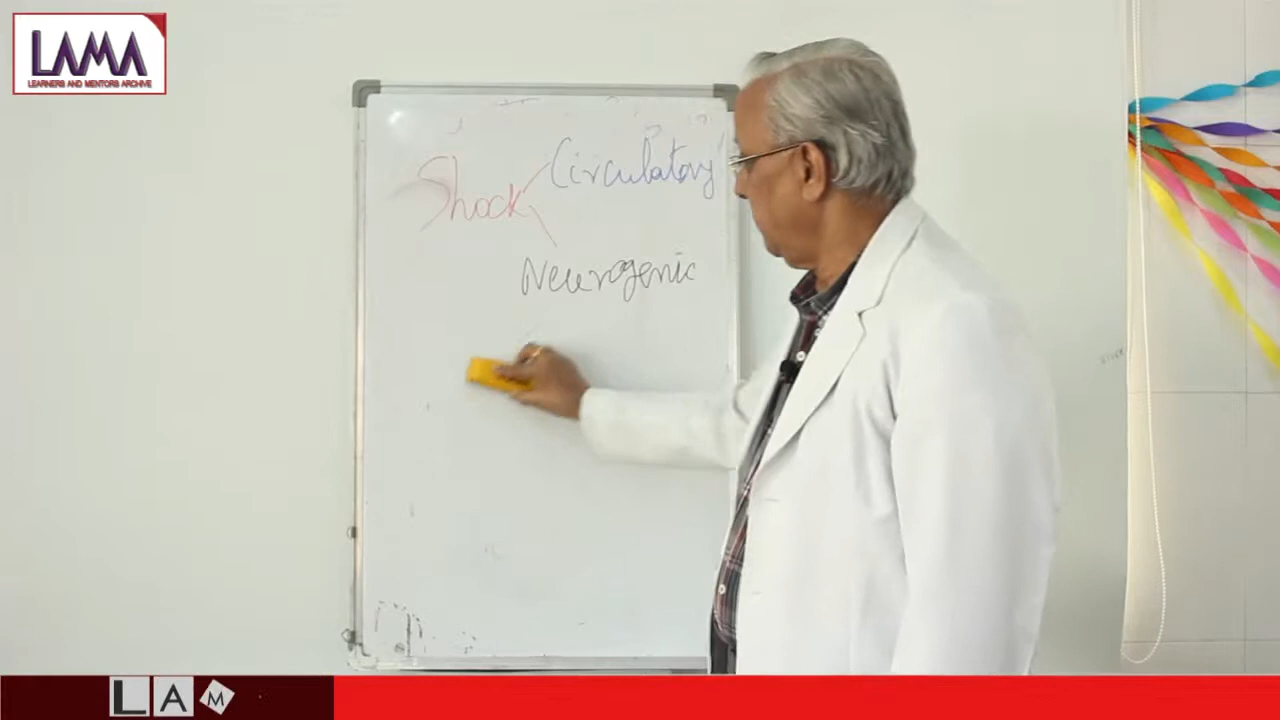 LAMA
LEARNERS AND MENTORS ARCHIVE
Shock
Circulatory
Neurogenic
LAM